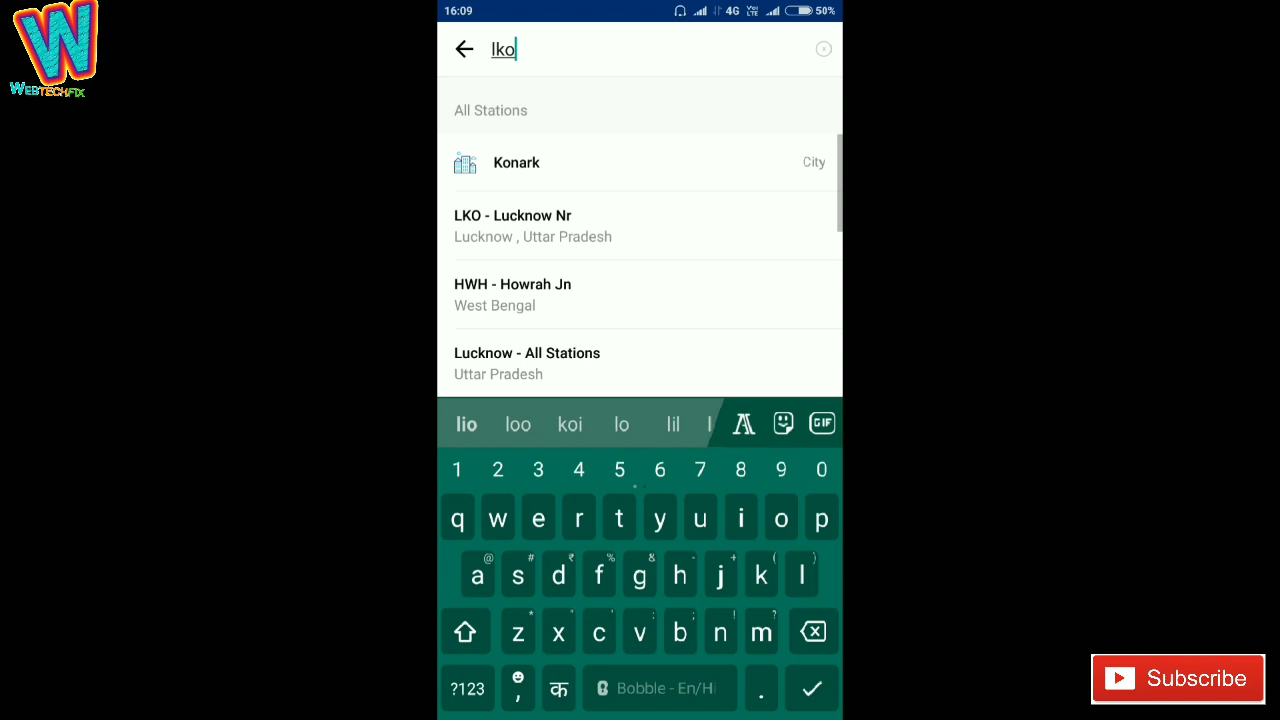 W
WEBTECHFIX
16:09
4G VoLTE 50%
lko
All Stations
Konark City
LKO - Lucknow Nr
Lucknow , Uttar Pradesh
HWH - Howrah Jn
West Bengal
Lucknow - All Stations
Uttar Pradesh
lio loo koi lo lil l GIF
1 2 3 4 5 6 7 8 9 0
q w e r t y u i o p
@ # ₹ % & - + ( )
a s d f g h j k l
* " ' : ; ! ?
z x c v b n m
?123 , क Bobble - En/Hi .
Subscribe